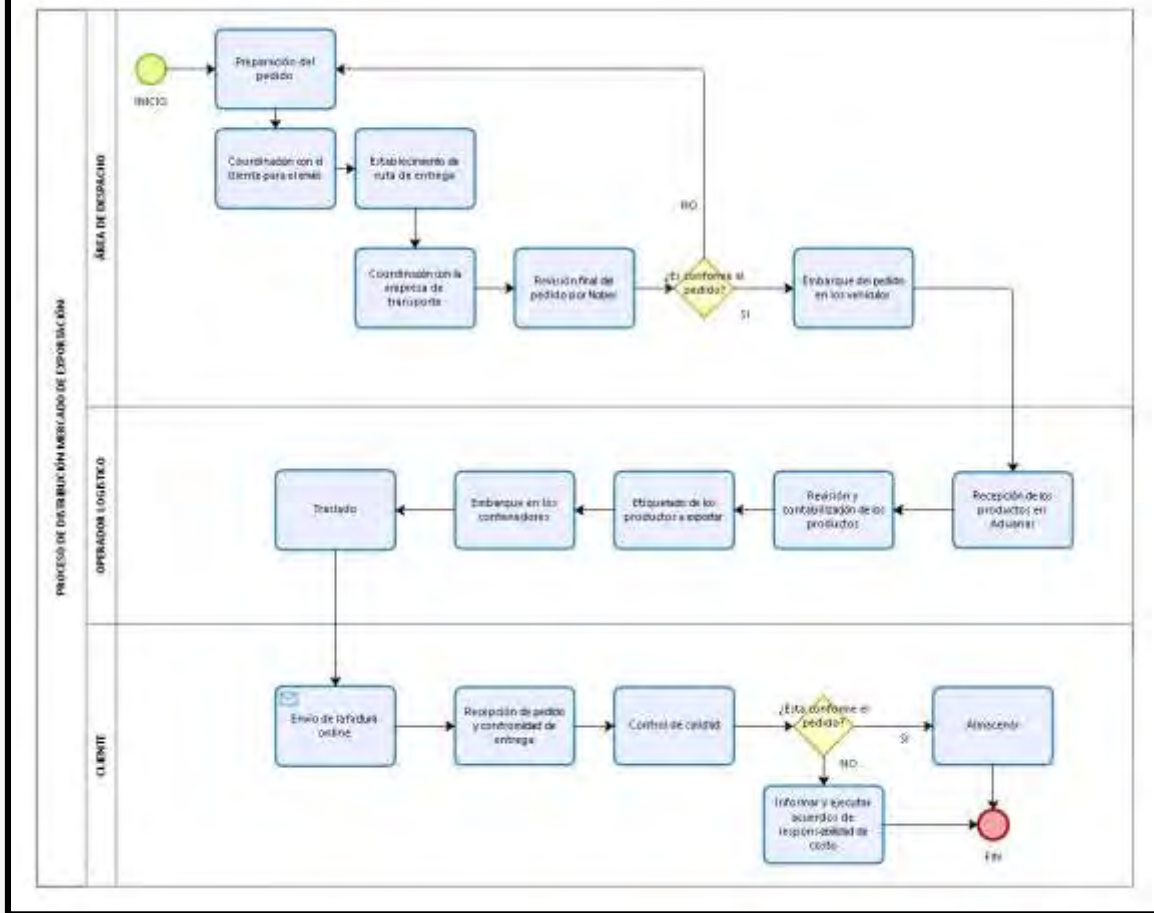 PROCESO DE DISTRIBUCIÓN MERCADO DE EXPORTACIÓN
ÁREA DE DESPACHO
INICIO
Preparación del
pedido
Coordinación con el
cliente para el envío
Establecimiento de
ruta de entrega
Coordinación con la
empresa de
transporte
Revisión final del
pedido por Nobex
¿Es conforme el
pedido?
NO
SI
Embarque del pedido
en los vehículos
OPERADOR LOGISTICO
Recepción de los
productos en
Aduanas
Revisión y
contabilización de los
productos
Etiquetado de los
productos a exportar
Embarque en los
contenedores
Traslado
CLIENTE
Envío de la factura
online
Recepción de pedido
y conformidad de
entrega
Control de calidad
¿Esta conforme el
pedido?
SI
NO
Almacenar
Informar y ejecutar
acuerdos de
responsabilidad de
costo
FIN